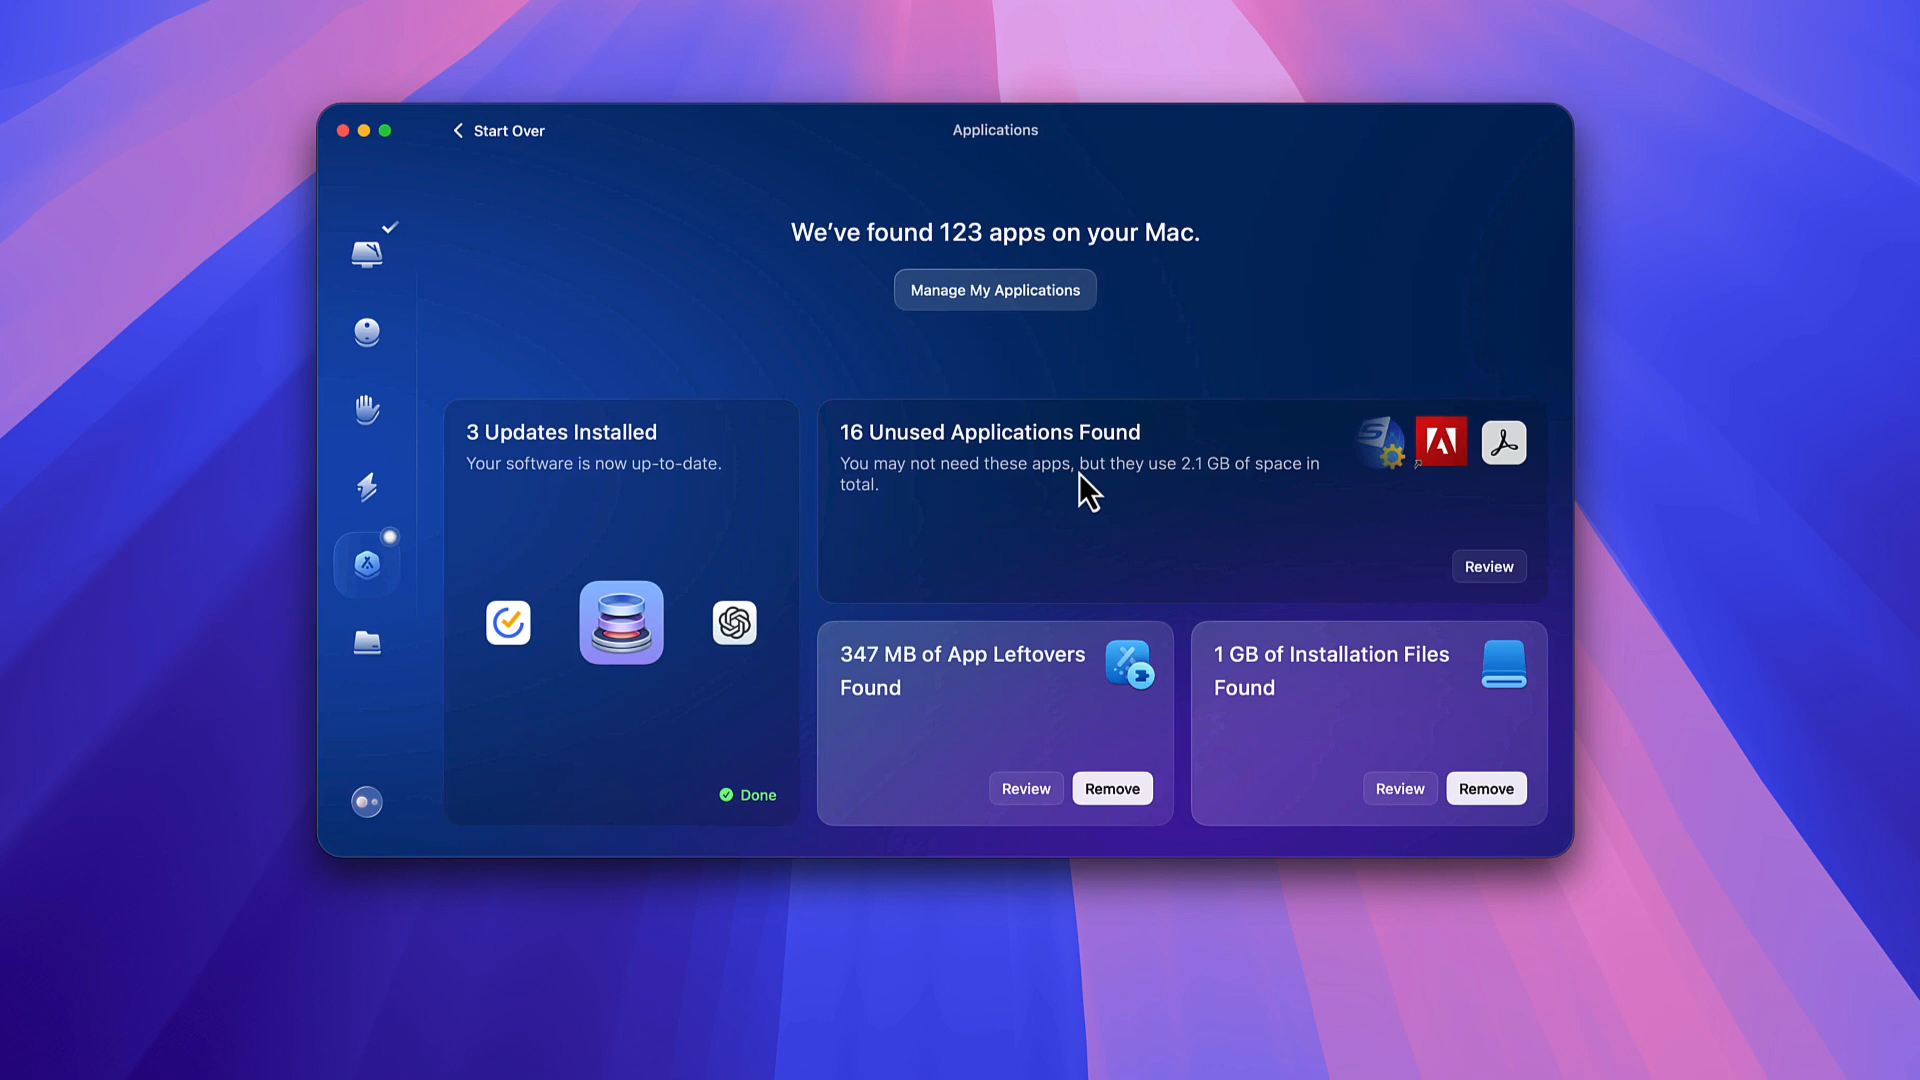 Start Over
Applications
We’ve found 123 apps on your Mac.
Manage My Applications
3 Updates Installed
Your software is now up-to-date.
Done
16 Unused Applications Found
You may not need these apps, but they use 2.1 GB of space in
total.
Review
347 MB of App Leftovers
Found
Review
Remove
1 GB of Installation Files
Found
Review
Remove